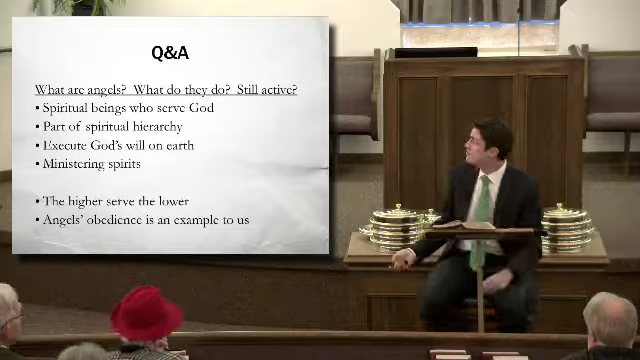 Q&A
What are angels? What do they do? Still active?
• Spiritual beings who serve God
• Part of spiritual hierarchy
• Execute God's will on earth
• Ministering spirits
• The higher serve the lower
• Angels' obedience is an example to us